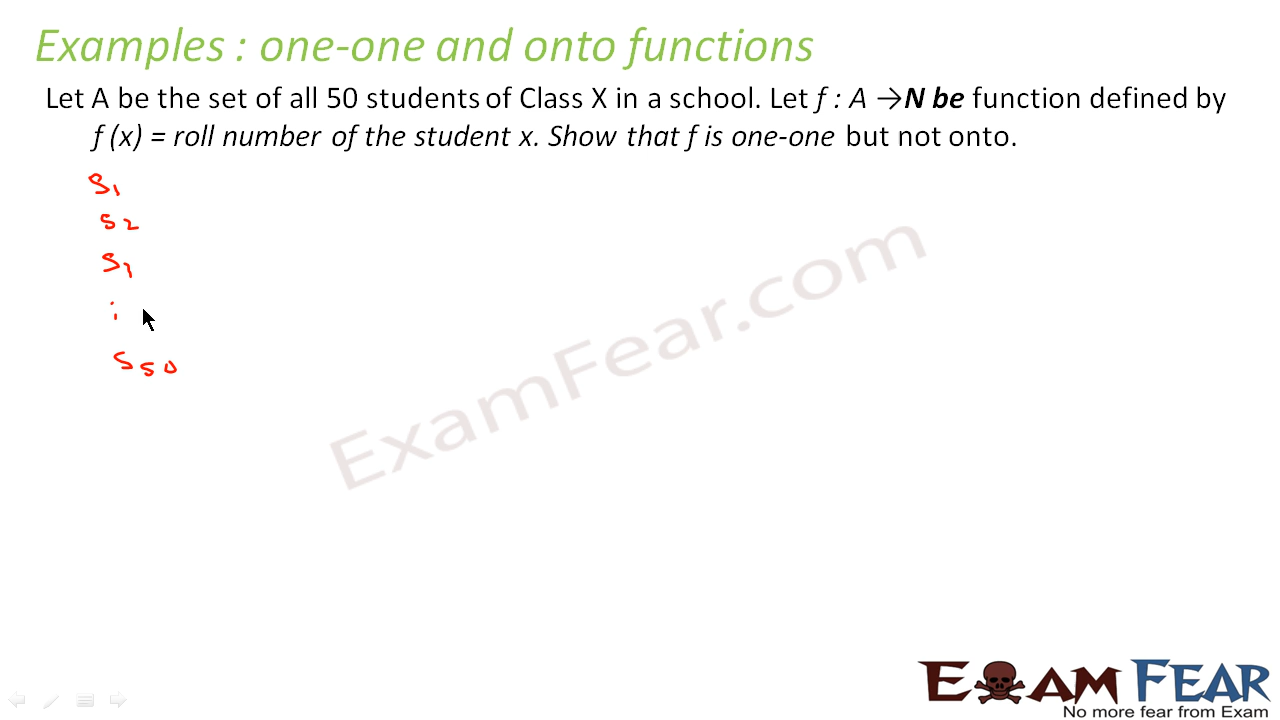 Examples : one-one and onto functions
Let A be the set of all 50 students of Class X in a school. Let f : A →N be function defined by
f (x) = roll number of the student x. Show that f is one-one but not onto.
S1
S2
S50
ExamFear.com
EXAM FEAR
No more fear from Exam